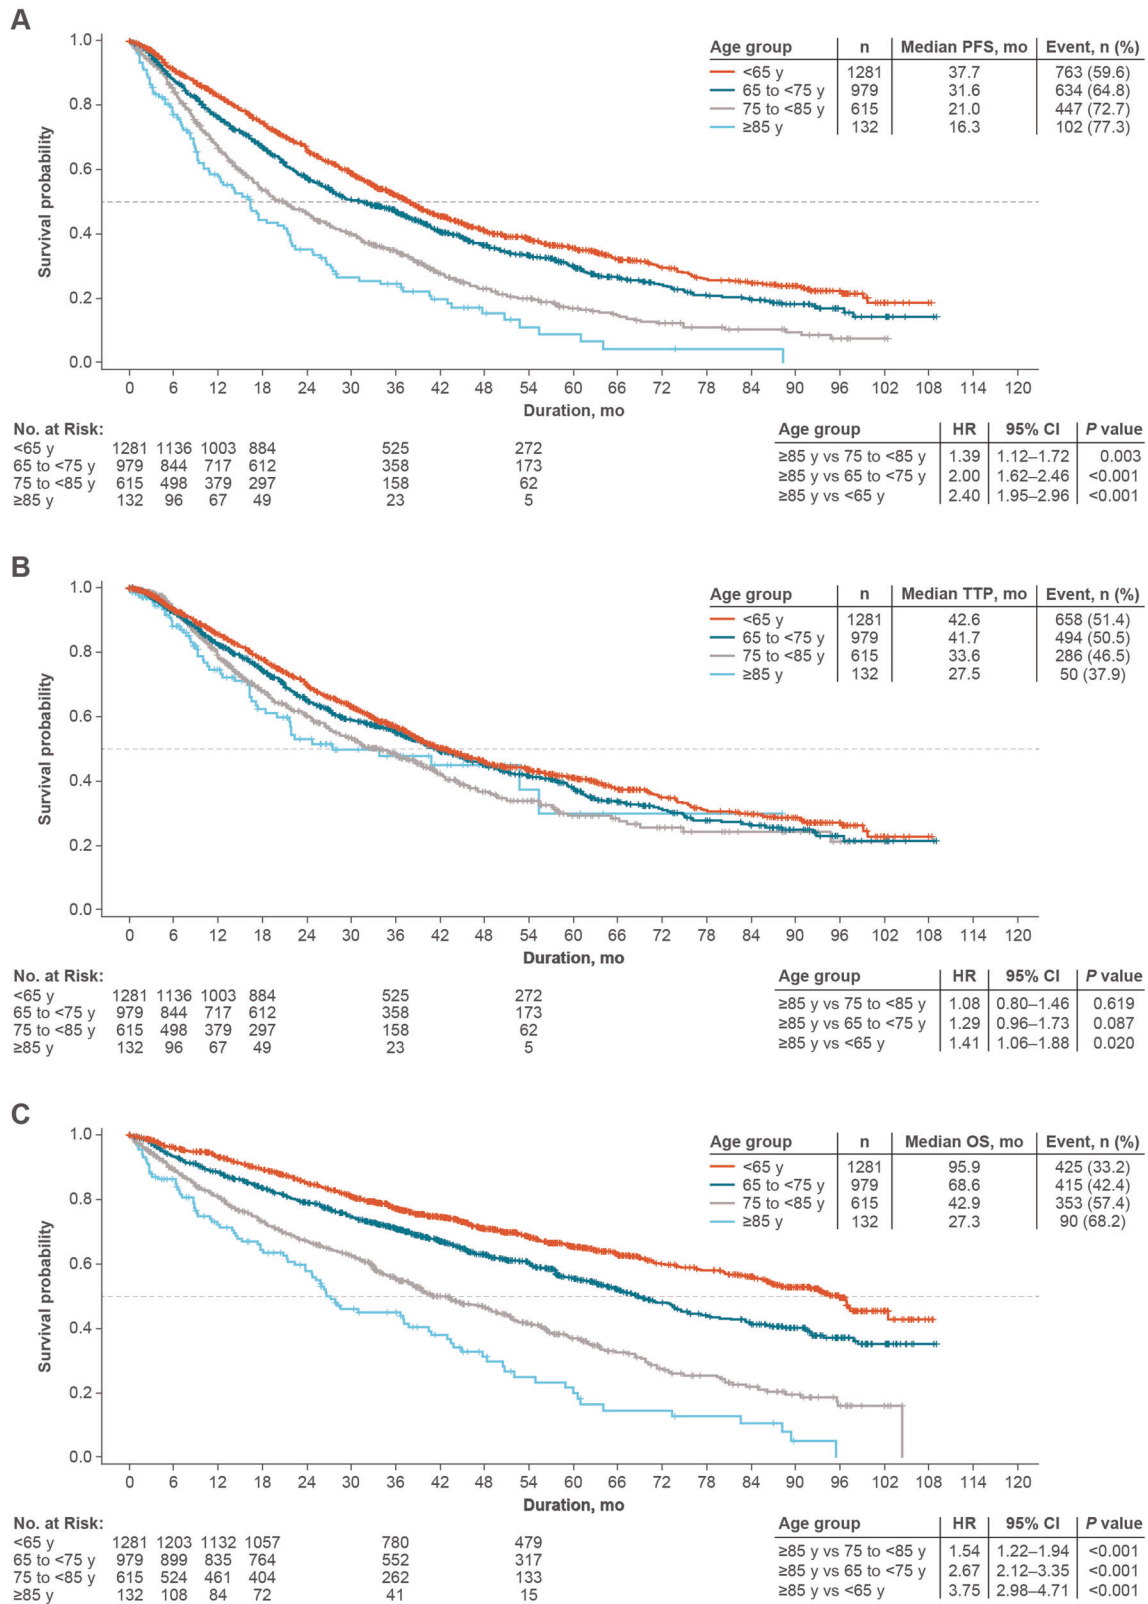 A
1.0
0.8
0.6
0.4
0.2
0.0
Survival probability
Age group n Median PFS, mo Event, n (%)
<65 y 1281 37.7 763 (59.6)
65 to <75 y 979 31.6 634 (64.8)
75 to <85 y 615 21.0 447 (72.7)
≥85 y 132 16.3 102 (77.3)
0 6 12 18 24 30 36 42 48 54 60 66 72 78 84 90 96 102 108 114 120
Duration, mo
No. at Risk:
<65 y 1281 1136 1003 884 525 272
65 to <75 y 979 844 717 612 358 173
75 to <85 y 615 498 379 297 158 62
≥85 y 132 96 67 49 23 5
Age group HR 95% CI P value
≥85 y vs 75 to <85 y 1.39 1.12–1.72 0.003
≥85 y vs 65 to <75 y 2.00 1.62–2.46 <0.001
≥85 y vs <65 y 2.40 1.95–2.96 <0.001
B
1.0
0.8
0.6
0.4
0.2
0.0
Survival probability
Age group n Median TTP, mo Event, n (%)
<65 y 1281 42.6 658 (51.4)
65 to <75 y 979 41.7 494 (50.5)
75 to <85 y 615 33.6 286 (46.5)
≥85 y 132 27.5 50 (37.9)
0 6 12 18 24 30 36 42 48 54 60 66 72 78 84 90 96 102 108 114 120
Duration, mo
No. at Risk:
<65 y 1281 1136 1003 884 525 272
65 to <75 y 979 844 717 612 358 173
75 to <85 y 615 498 379 297 158 62
≥85 y 132 96 67 49 23 5
Age group HR 95% CI P value
≥85 y vs 75 to <85 y 1.08 0.80–1.46 0.619
≥85 y vs 65 to <75 y 1.29 0.96–1.73 0.087
≥85 y vs <65 y 1.41 1.06–1.88 0.020
C
1.0
0.8
0.6
0.4
0.2
0.0
Survival probability
Age group n Median OS, mo Event, n (%)
<65 y 1281 95.9 425 (33.2)
65 to <75 y 979 68.6 415 (42.4)
75 to <85 y 615 42.9 353 (57.4)
≥85 y 132 27.3 90 (68.2)
0 6 12 18 24 30 36 42 48 54 60 66 72 78 84 90 96 102 108 114 120
Duration, mo
No. at Risk:
<65 y 1281 1203 1132 1057 780 479
65 to <75 y 979 899 835 764 552 317
75 to <85 y 615 524 461 404 262 133
≥85 y 132 108 84 72 41 15
Age group HR 95% CI P value
≥85 y vs 75 to <85 y 1.54 1.22–1.94 <0.001
≥85 y vs 65 to <75 y 2.67 2.12–3.35 <0.001
≥85 y vs <65 y 3.75 2.98–4.71 <0.001